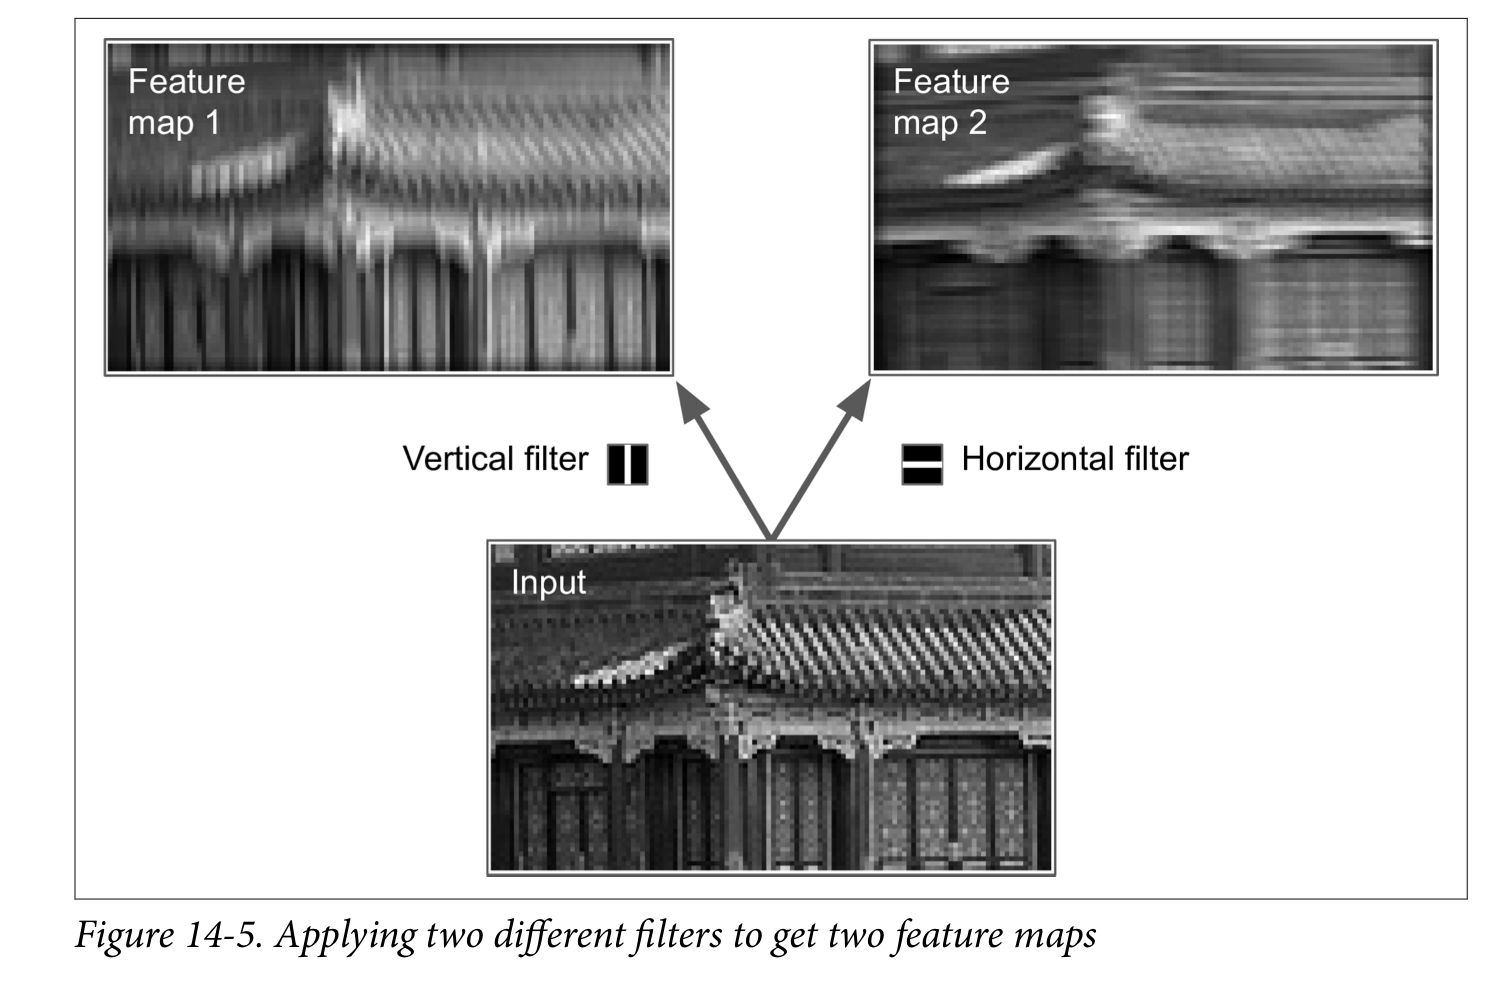 Feature
map 1
Feature
map 2
Vertical filter
Horizontal filter
Input
Figure 14-5. Applying two different filters to get two feature maps